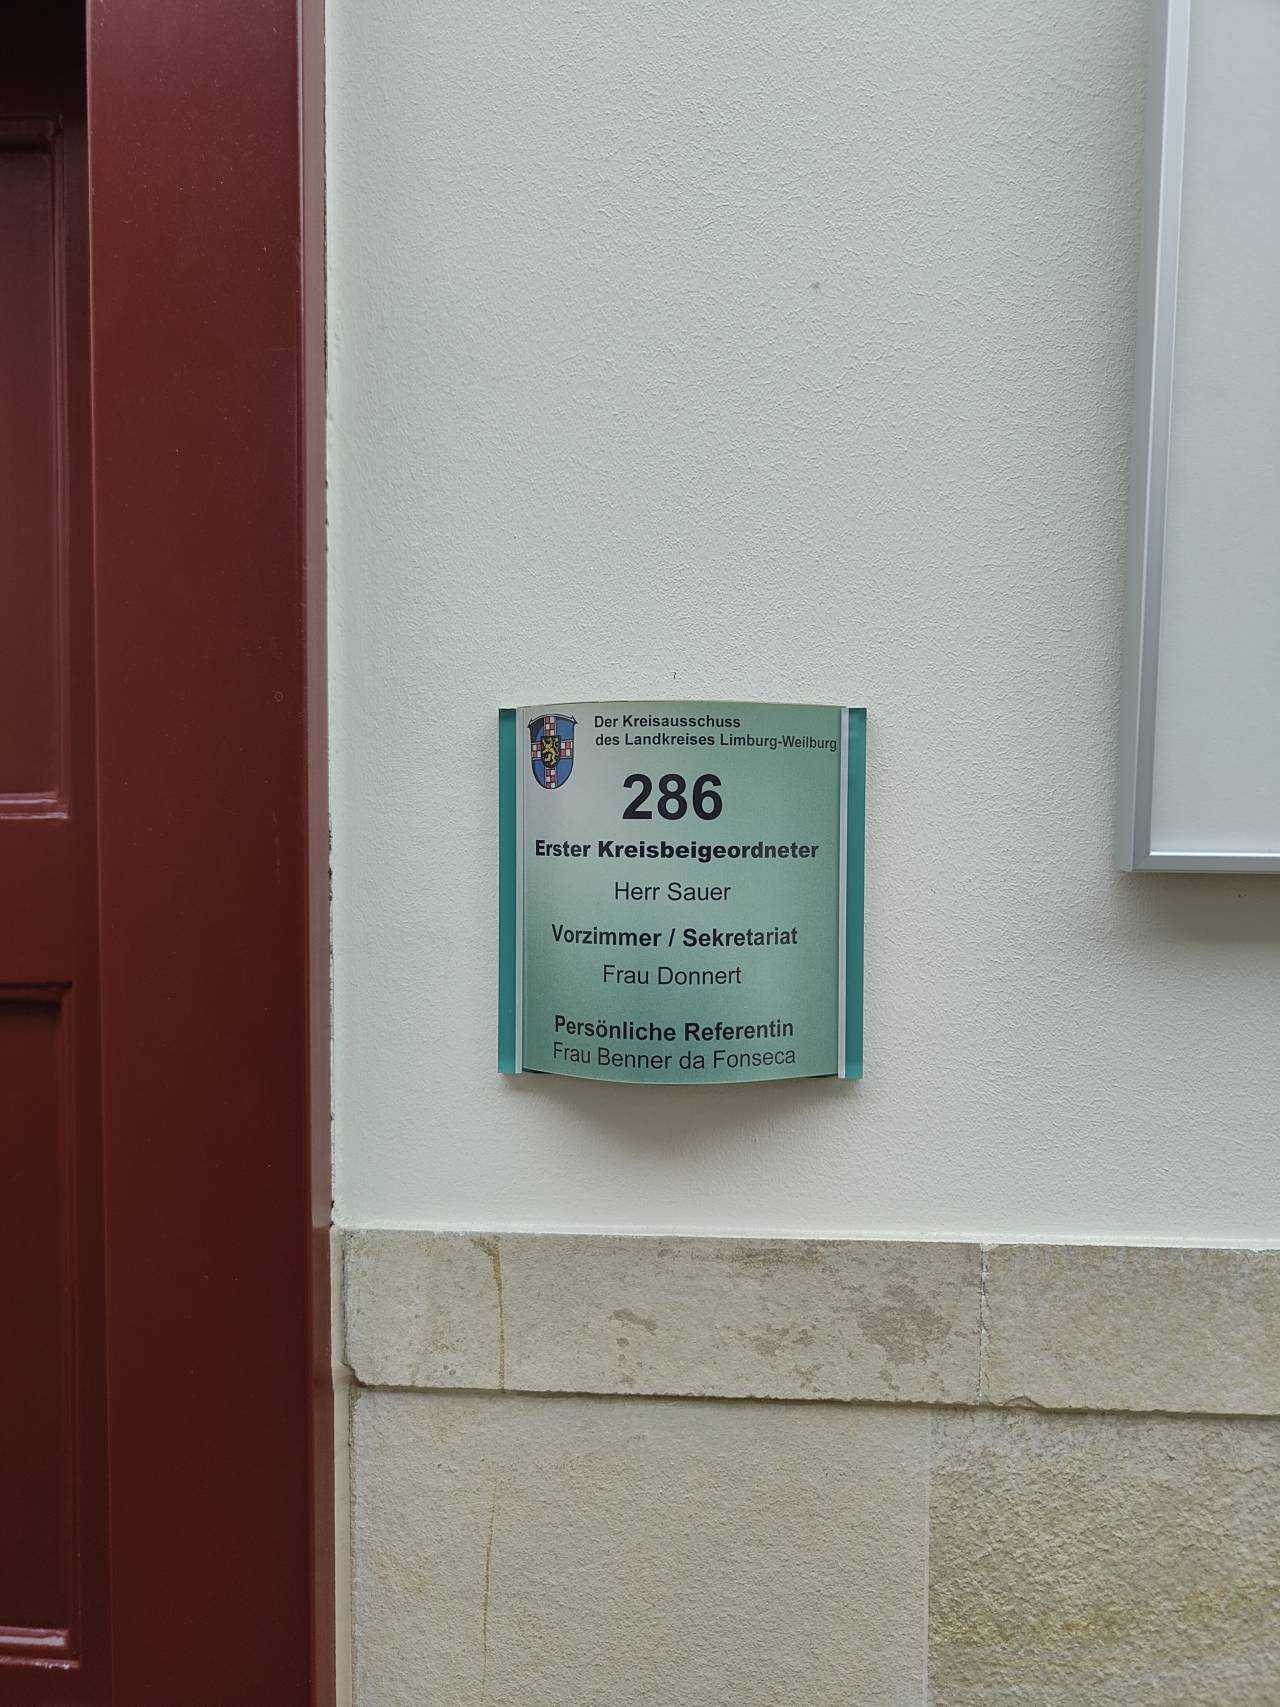 Der Kreisausschuss
des Landkreises Limburg-Weilburg
286
Erster Kreisbeigeordneter
Herr Sauer
Vorzimmer / Sekretariat
Frau Donnert
Persönliche Referentin
Frau Benner da Fonseca